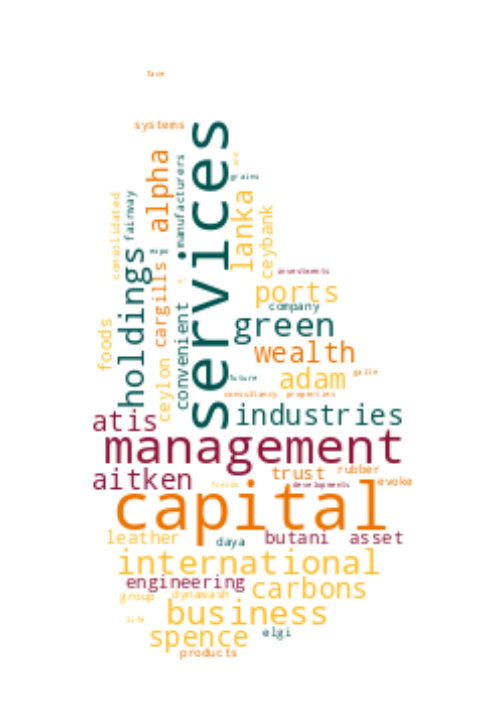 systems
services
alpha
manufacturers
convenient
cargills
ceylon
holdings
fairway
consolidated
foods
lanka
ceybank
grains
investments
ports
company
green
wealth
future
adam
galle
consultancy properties
atis
industries
management
aitken
trust
rubber
evoke
fields
developments
capital
leather
daya
butani
asset
international
engineering
carbons
group
dynawash
business
life
spence
elgi
products